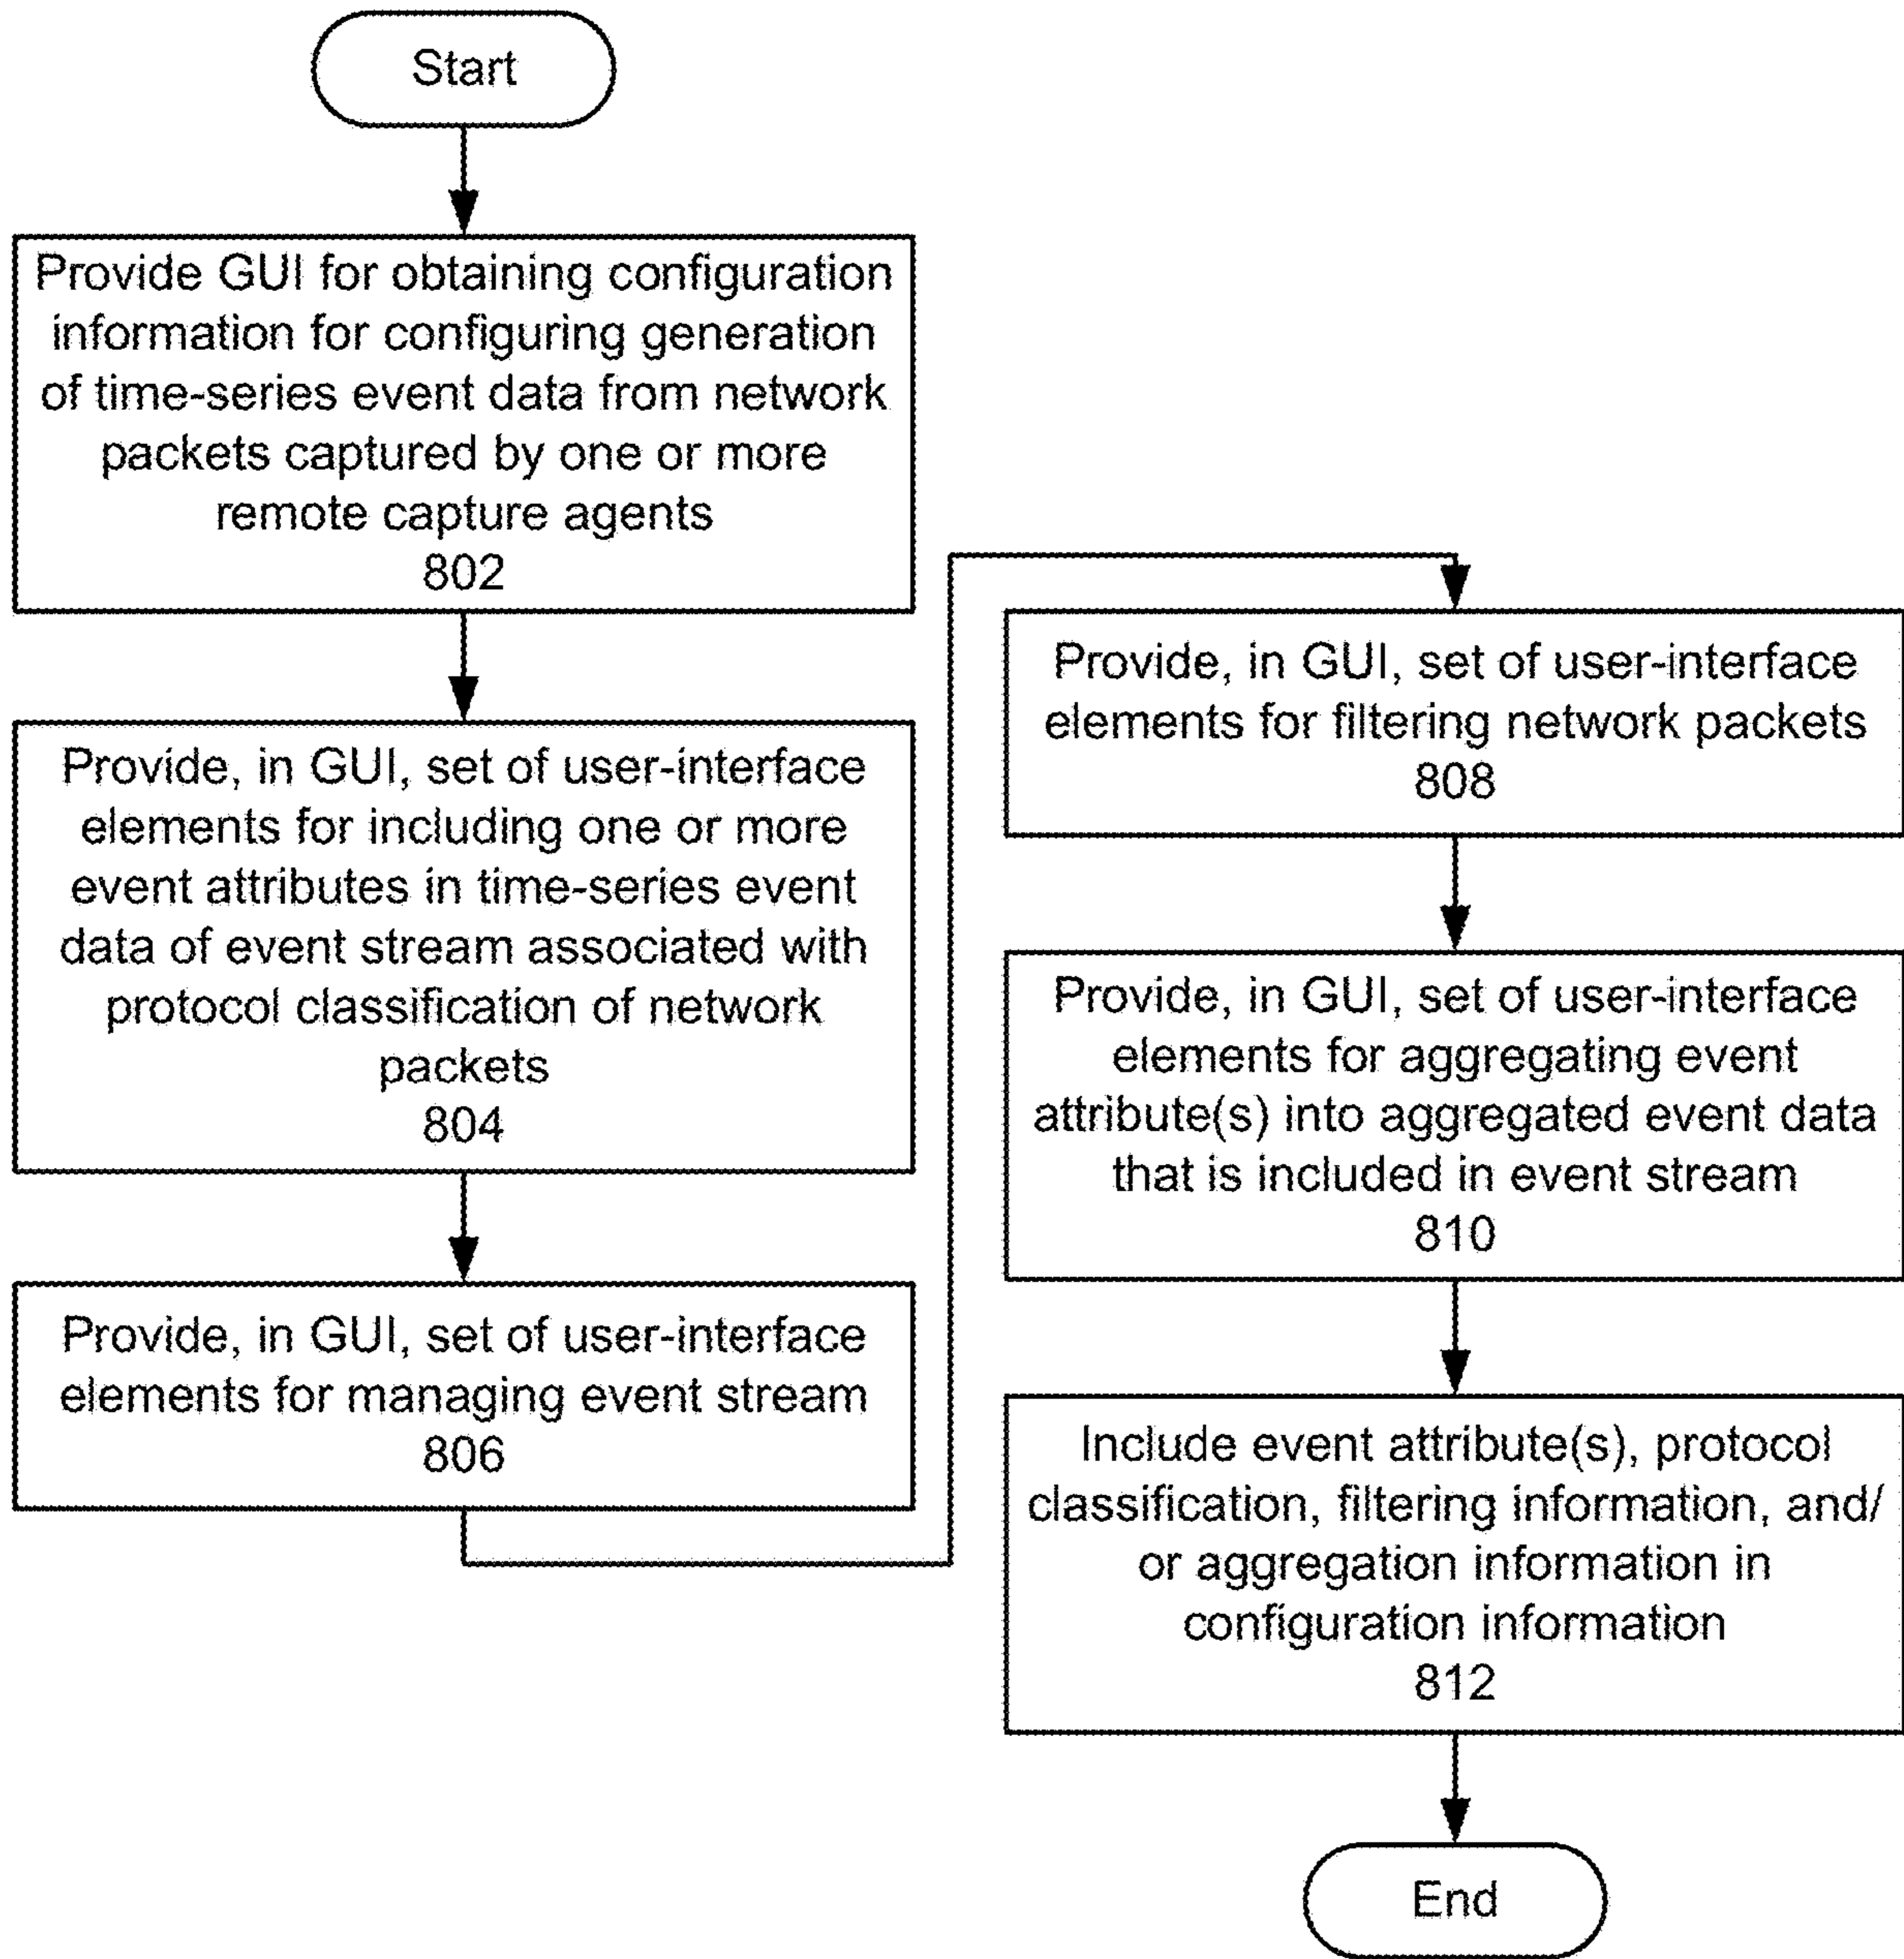 Start
Provide GUI for obtaining configuration
information for configuring generation
of time-series event data from network
packets captured by one or more
remote capture agents
802
Provide, in GUI, set of user-interface
elements for including one or more
event attributes in time-series event
data of event stream associated with
protocol classification of network
packets
804
Provide, in GUI, set of user-interface
elements for managing event stream
806
Provide, in GUI, set of user-interface
elements for filtering network packets
808
Provide, in GUI, set of user-interface
elements for aggregating event
attribute(s) into aggregated event data
that is included in event stream
810
Include event attribute(s), protocol
classification, filtering information, and/
or aggregation information in
configuration information
812
End